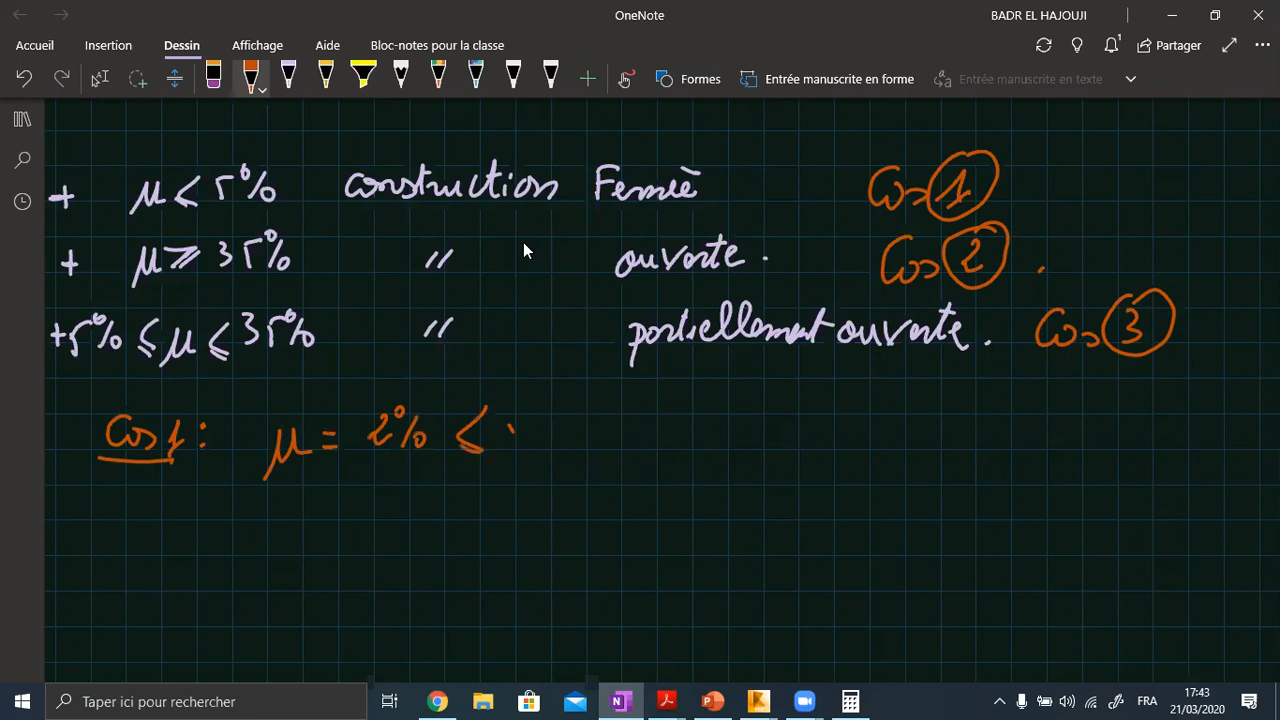 OneNote
BADR EL HAJOUJI
Accueil Insertion Dessin Affichage Aide Bloc-notes pour la classe
Partager
Formes Entrée manuscrite en forme Entrée manuscrite en texte
+ μ < 5% construction Fermée Cas 1
+ μ ⩾ 35% " ouverte. Cas 2
+ 5% ≤ μ ≤ 35% " partiellement ouverte. Cas 3
Cas 1 : μ = 2% ≤
Taper ici pour rechercher
FRA
17:43
21/03/2020